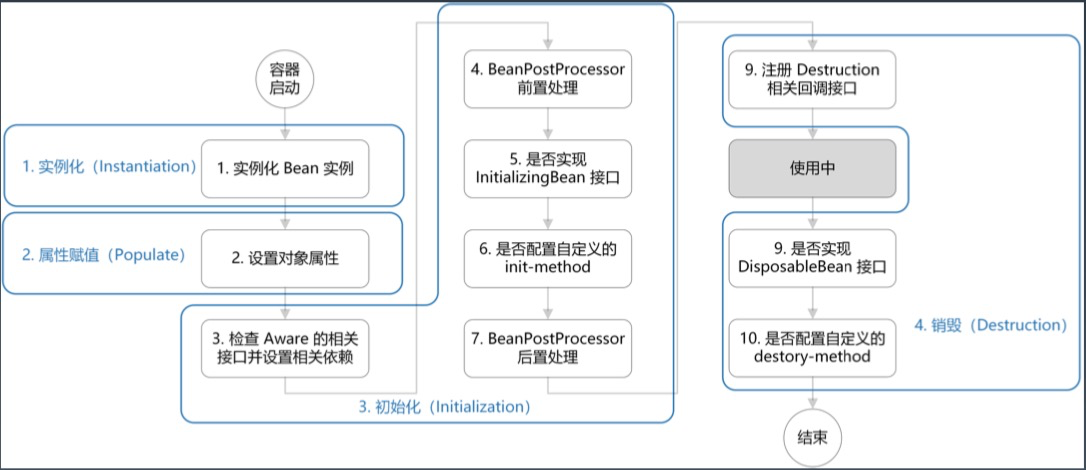 容器
启动
1. 实例化（Instantiation）
1. 实例化 Bean 实例
2. 属性赋值（Populate）
2. 设置对象属性
3. 检查 Aware 的相关
接口并设置相关依赖
3. 初始化（Initialization）
4. BeanPostProcessor
前置处理
5. 是否实现
InitializingBean 接口
6. 是否配置自定义的
init-method
7. BeanPostProcessor
后置处理
9. 注册 Destruction
相关回调接口
使用中
9. 是否实现
DisposableBean 接口
10. 是否配置自定义的
destory-method
4. 销毁（Destruction）
结束